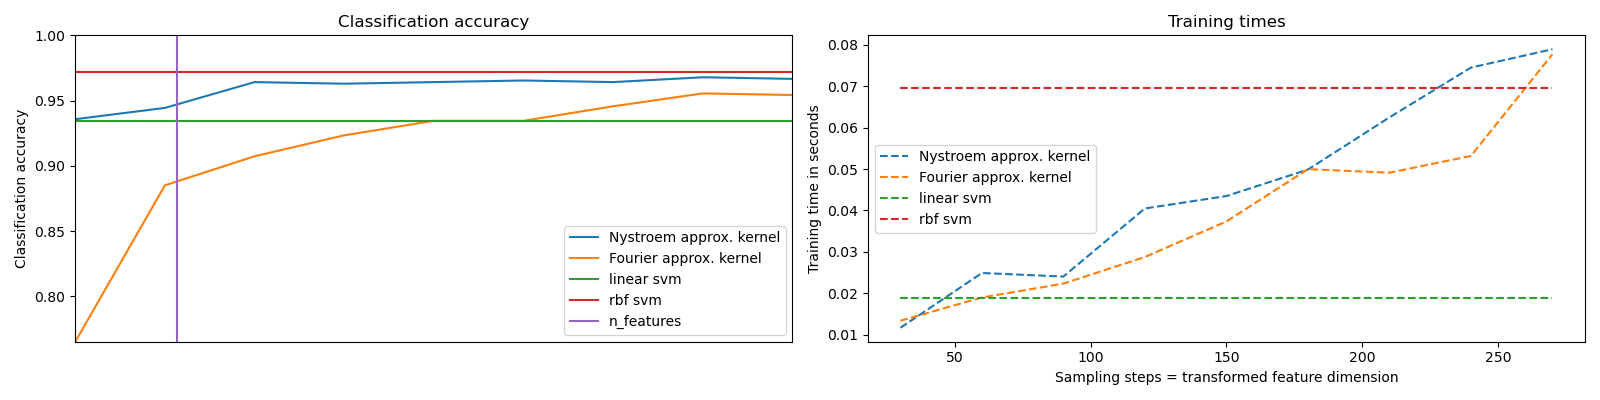 Classification accuracy
Classification accuracy
1.00
0.95
0.90
0.85
0.80
Nystroem approx. kernel
Fourier approx. kernel
linear svm
rbf svm
n_features
Training times
Training time in seconds
0.08
0.07
0.06
0.05
0.04
0.03
0.02
0.01
Nystroem approx. kernel
Fourier approx. kernel
linear svm
rbf svm
50
100
150
200
250
Sampling steps = transformed feature dimension